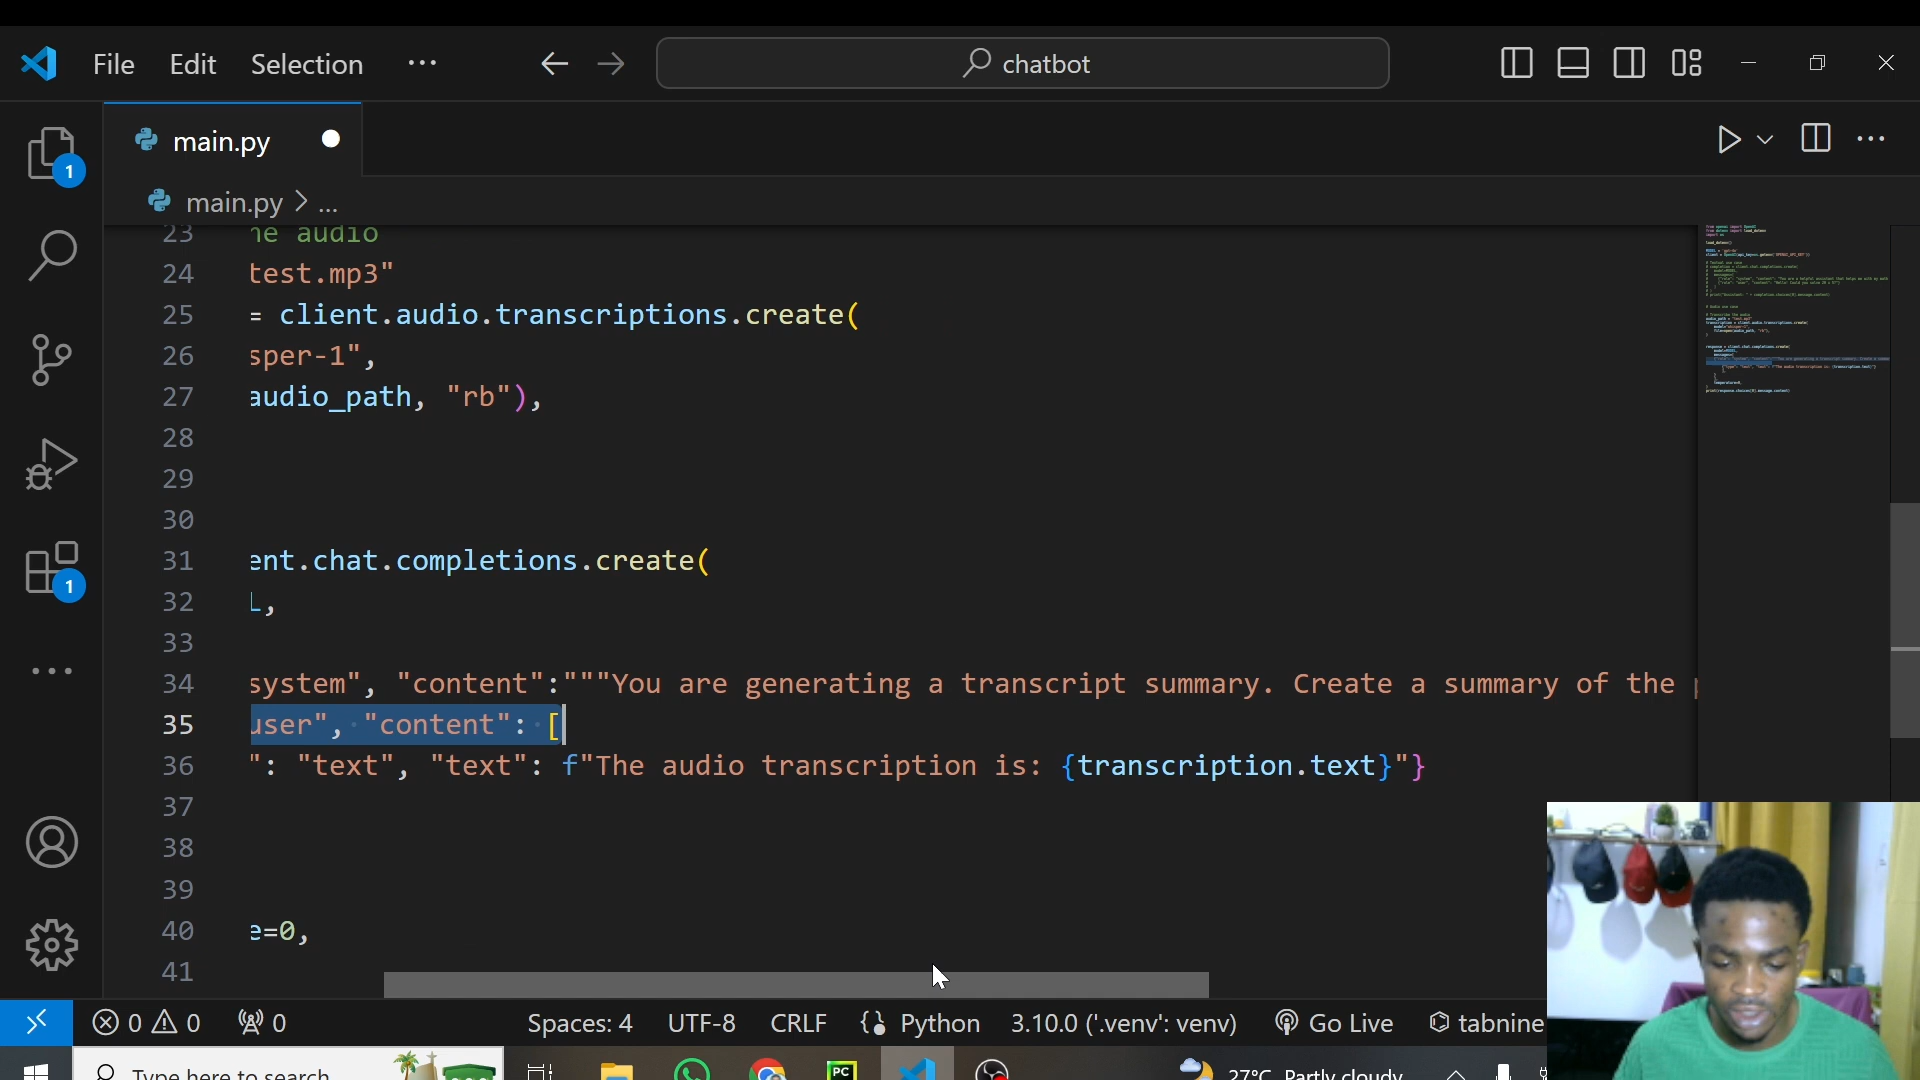 File Edit Selection ··· chatbot
main.py
main.py > ...
1
23 he audio
24 test.mp3"
25 = client.audio.transcriptions.create(
26 sper-1",
27 audio_path, "rb"),
28
29
30
31 ent.chat.completions.create(
1
32 L,
33
34 system", "content":"""You are generating a transcript summary. Create a summary of the
35 user", "content": [
36 ": "text", "text": f"The audio transcription is: {transcription.text}"}
37
38
39
40 e=0,
41
0 0 0 Spaces: 4 UTF-8 CRLF {} Python 3.10.0 ('.venv': venv) Go Live tabnine
Type here to search PC 27°C Partly cloudy